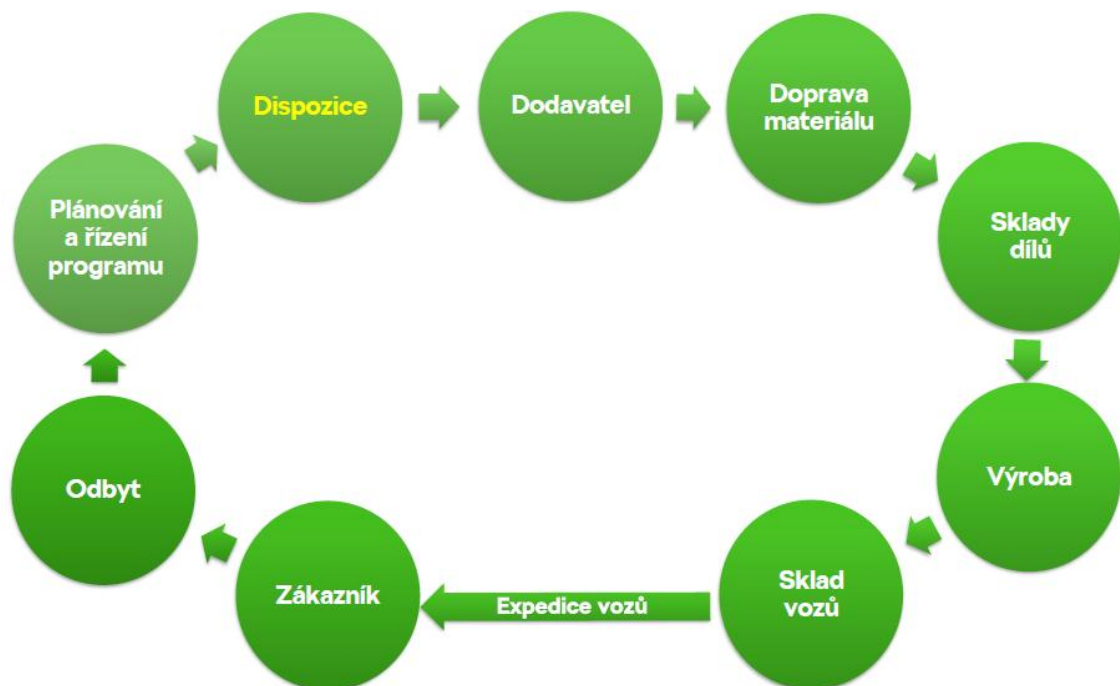 Dispozice
Dodavatel
Doprava
materiálu
Sklady
dílů
Výroba
Sklad
vozů
Expedice vozů
Zákazník
Odbyt
Plánování
a řízení
programu